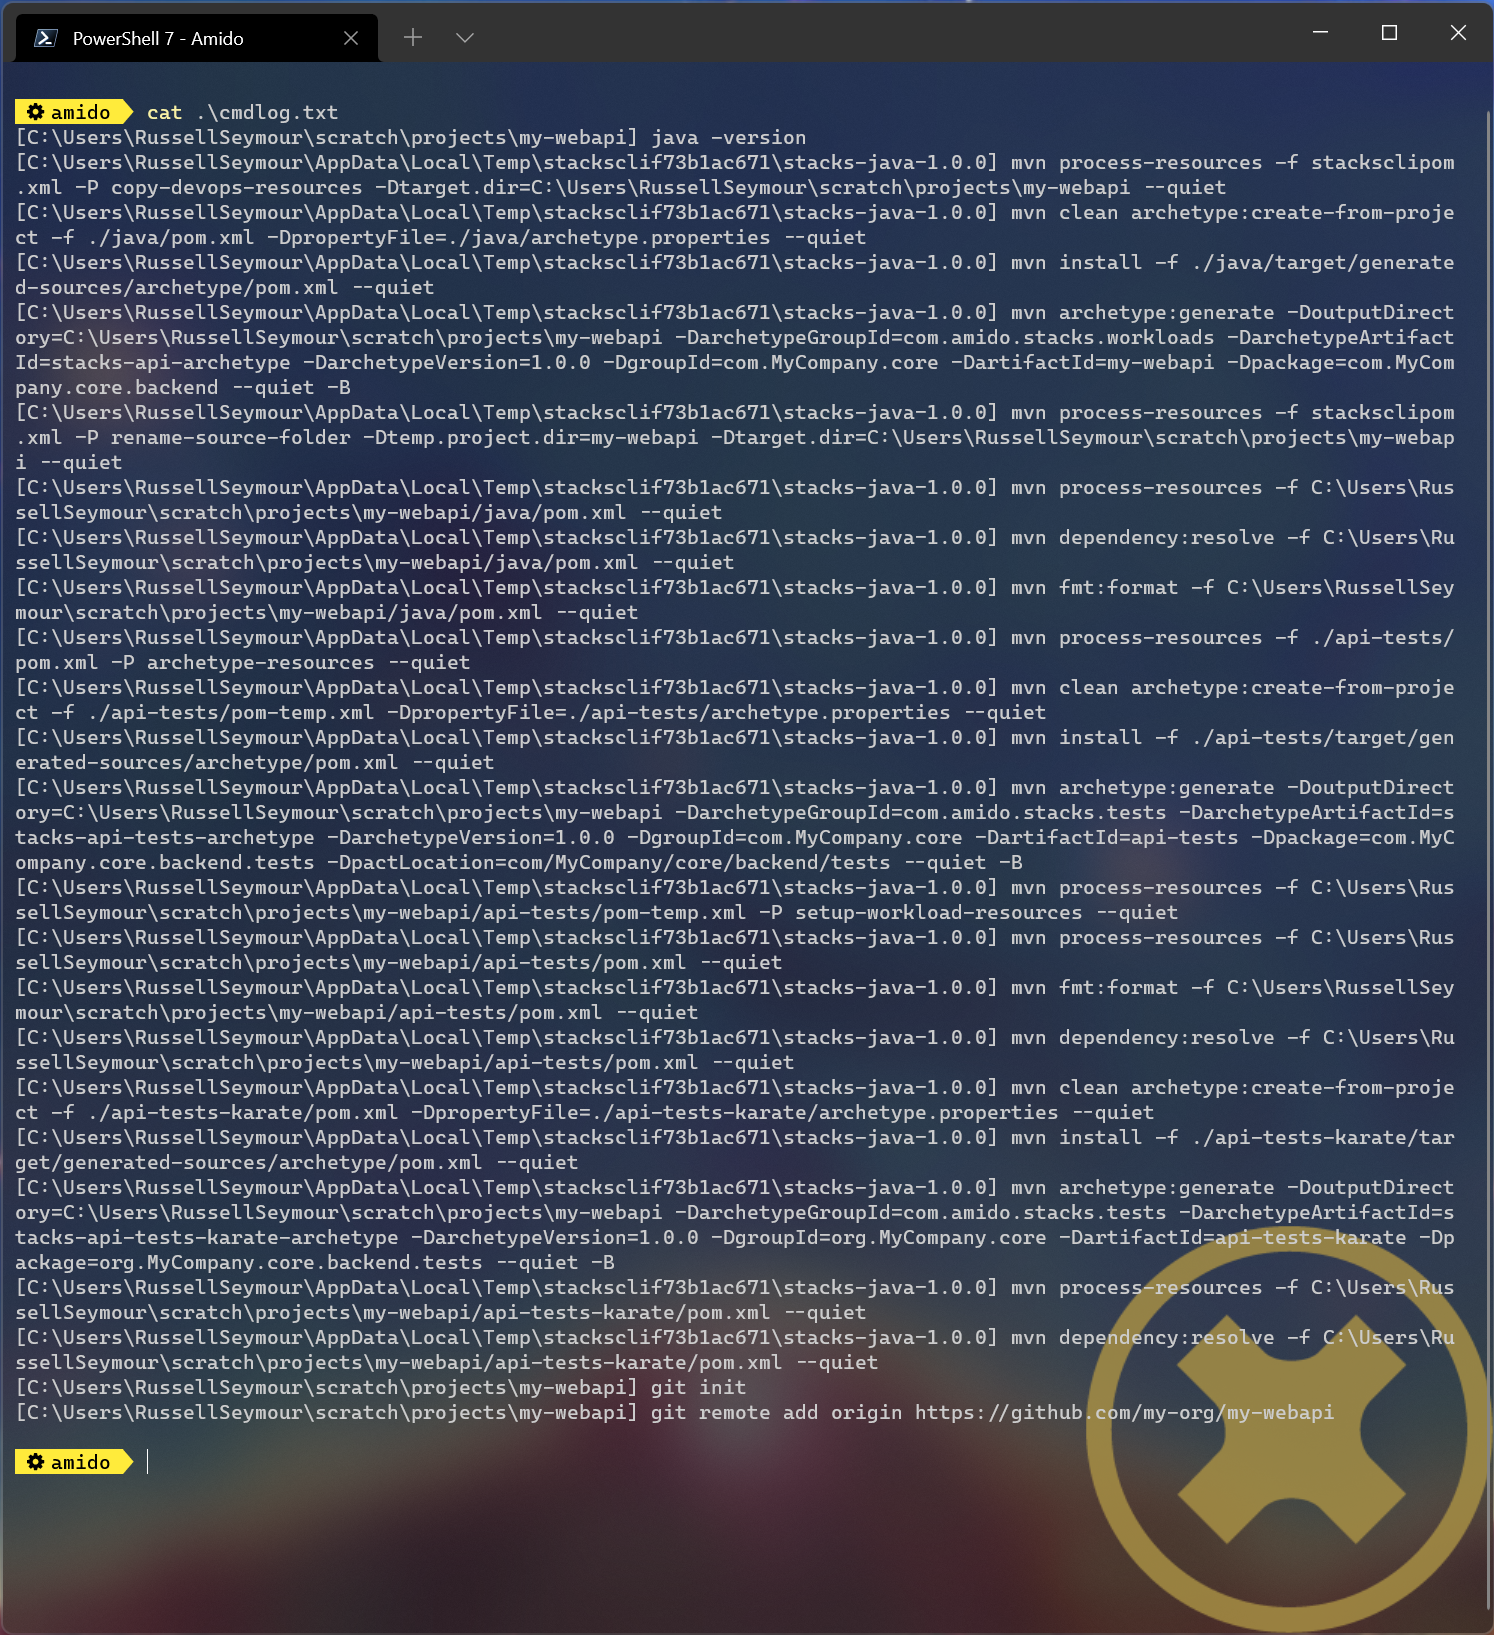 PowerShell 7 - Amido
amido cat .\cmdlog.txt
[C:\Users\RussellSeymour\scratch\projects\my-webapi] java -version
[C:\Users\RussellSeymour\AppData\Local\Temp\stacksclif73b1ac671\stacks-java-1.0.0] mvn process-resources -f stacksclipom
.xml -P copy-devops-resources -Dtarget.dir=C:\Users\RussellSeymour\scratch\projects\my-webapi --quiet
[C:\Users\RussellSeymour\AppData\Local\Temp\stacksclif73b1ac671\stacks-java-1.0.0] mvn clean archetype:create-from-proje
ct -f ./java/pom.xml -DpropertyFile=./java/archetype.properties --quiet
[C:\Users\RussellSeymour\AppData\Local\Temp\stacksclif73b1ac671\stacks-java-1.0.0] mvn install -f ./java/target/generate
d-sources/archetype/pom.xml --quiet
[C:\Users\RussellSeymour\AppData\Local\Temp\stacksclif73b1ac671\stacks-java-1.0.0] mvn archetype:generate -DoutputDirect
ory=C:\Users\RussellSeymour\scratch\projects\my-webapi -DarchetypeGroupId=com.amido.stacks.workloads -DarchetypeArtifact
Id=stacks-api-archetype -DarchetypeVersion=1.0.0 -DgroupId=com.MyCompany.core -DartifactId=my-webapi -Dpackage=com.MyCom
pany.core.backend --quiet -B
[C:\Users\RussellSeymour\AppData\Local\Temp\stacksclif73b1ac671\stacks-java-1.0.0] mvn process-resources -f stacksclipom
.xml -P rename-source-folder -Dtemp.project.dir=my-webapi -Dtarget.dir=C:\Users\RussellSeymour\scratch\projects\my-webap
i --quiet
[C:\Users\RussellSeymour\AppData\Local\Temp\stacksclif73b1ac671\stacks-java-1.0.0] mvn process-resources -f C:\Users\Rus
sellSeymour\scratch\projects\my-webapi/java/pom.xml --quiet
[C:\Users\RussellSeymour\AppData\Local\Temp\stacksclif73b1ac671\stacks-java-1.0.0] mvn dependency:resolve -f C:\Users\Ru
ssellSeymour\scratch\projects\my-webapi/java/pom.xml --quiet
[C:\Users\RussellSeymour\AppData\Local\Temp\stacksclif73b1ac671\stacks-java-1.0.0] mvn fmt:format -f C:\Users\RussellSey
mour\scratch\projects\my-webapi/java/pom.xml --quiet
[C:\Users\RussellSeymour\AppData\Local\Temp\stacksclif73b1ac671\stacks-java-1.0.0] mvn process-resources -f ./api-tests/
pom.xml -P archetype-resources --quiet
[C:\Users\RussellSeymour\AppData\Local\Temp\stacksclif73b1ac671\stacks-java-1.0.0] mvn clean archetype:create-from-proje
ct -f ./api-tests/pom-temp.xml -DpropertyFile=./api-tests/archetype.properties --quiet
[C:\Users\RussellSeymour\AppData\Local\Temp\stacksclif73b1ac671\stacks-java-1.0.0] mvn install -f ./api-tests/target/gen
erated-sources/archetype/pom.xml --quiet
[C:\Users\RussellSeymour\AppData\Local\Temp\stacksclif73b1ac671\stacks-java-1.0.0] mvn archetype:generate -DoutputDirect
ory=C:\Users\RussellSeymour\scratch\projects\my-webapi -DarchetypeGroupId=com.amido.stacks.tests -DarchetypeArtifactId=s
tacks-api-tests-archetype -DarchetypeVersion=1.0.0 -DgroupId=com.MyCompany.core -DartifactId=api-tests -Dpackage=com.MyC
ompany.core.backend.tests -DpactLocation=com/MyCompany/core/backend/tests --quiet -B
[C:\Users\RussellSeymour\AppData\Local\Temp\stacksclif73b1ac671\stacks-java-1.0.0] mvn process-resources -f C:\Users\Rus
sellSeymour\scratch\projects\my-webapi/api-tests/pom-temp.xml -P setup-workload-resources --quiet
[C:\Users\RussellSeymour\AppData\Local\Temp\stacksclif73b1ac671\stacks-java-1.0.0] mvn process-resources -f C:\Users\Rus
sellSeymour\scratch\projects\my-webapi/api-tests/pom.xml --quiet
[C:\Users\RussellSeymour\AppData\Local\Temp\stacksclif73b1ac671\stacks-java-1.0.0] mvn fmt:format -f C:\Users\RussellSey
mour\scratch\projects\my-webapi/api-tests/pom.xml --quiet
[C:\Users\RussellSeymour\AppData\Local\Temp\stacksclif73b1ac671\stacks-java-1.0.0] mvn dependency:resolve -f C:\Users\Ru
ssellSeymour\scratch\projects\my-webapi/api-tests/pom.xml --quiet
[C:\Users\RussellSeymour\AppData\Local\Temp\stacksclif73b1ac671\stacks-java-1.0.0] mvn clean archetype:create-from-proje
ct -f ./api-tests-karate/pom.xml -DpropertyFile=./api-tests-karate/archetype.properties --quiet
[C:\Users\RussellSeymour\AppData\Local\Temp\stacksclif73b1ac671\stacks-java-1.0.0] mvn install -f ./api-tests-karate/tar
get/generated-sources/archetype/pom.xml --quiet
[C:\Users\RussellSeymour\AppData\Local\Temp\stacksclif73b1ac671\stacks-java-1.0.0] mvn archetype:generate -DoutputDirect
ory=C:\Users\RussellSeymour\scratch\projects\my-webapi -DarchetypeGroupId=com.amido.stacks.tests -DarchetypeArtifactId=s
tacks-api-tests-karate-archetype -DarchetypeVersion=1.0.0 -DgroupId=org.MyCompany.core -DartifactId=api-tests-karate -Dp
ackage=org.MyCompany.core.backend.tests --quiet -B
[C:\Users\RussellSeymour\AppData\Local\Temp\stacksclif73b1ac671\stacks-java-1.0.0] mvn process-resources -f C:\Users\Rus
sellSeymour\scratch\projects\my-webapi/api-tests-karate/pom.xml --quiet
[C:\Users\RussellSeymour\AppData\Local\Temp\stacksclif73b1ac671\stacks-java-1.0.0] mvn dependency:resolve -f C:\Users\Ru
ssellSeymour\scratch\projects\my-webapi/api-tests-karate/pom.xml --quiet
[C:\Users\RussellSeymour\scratch\projects\my-webapi] git init
[C:\Users\RussellSeymour\scratch\projects\my-webapi] git remote add origin https://github.com/my-org/my-webapi
amido